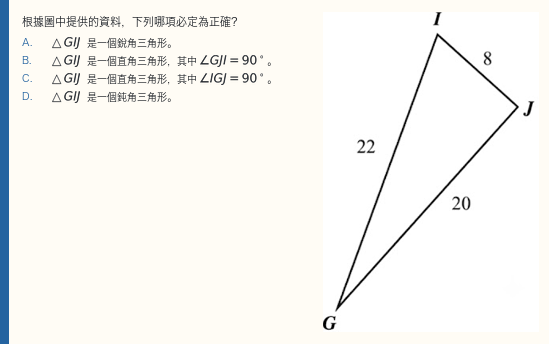 根據圖中提供的資料，下列哪項必定為正確?
A. △GIJ 是一個銳角三角形。
B. △GIJ 是一個直角三角形，其中∠GJI = 90°。
C. △GIJ 是一個直角三角形，其中∠IGJ = 90°。
D. △GIJ 是一個鈍角三角形。
I
8
J
22
20
G